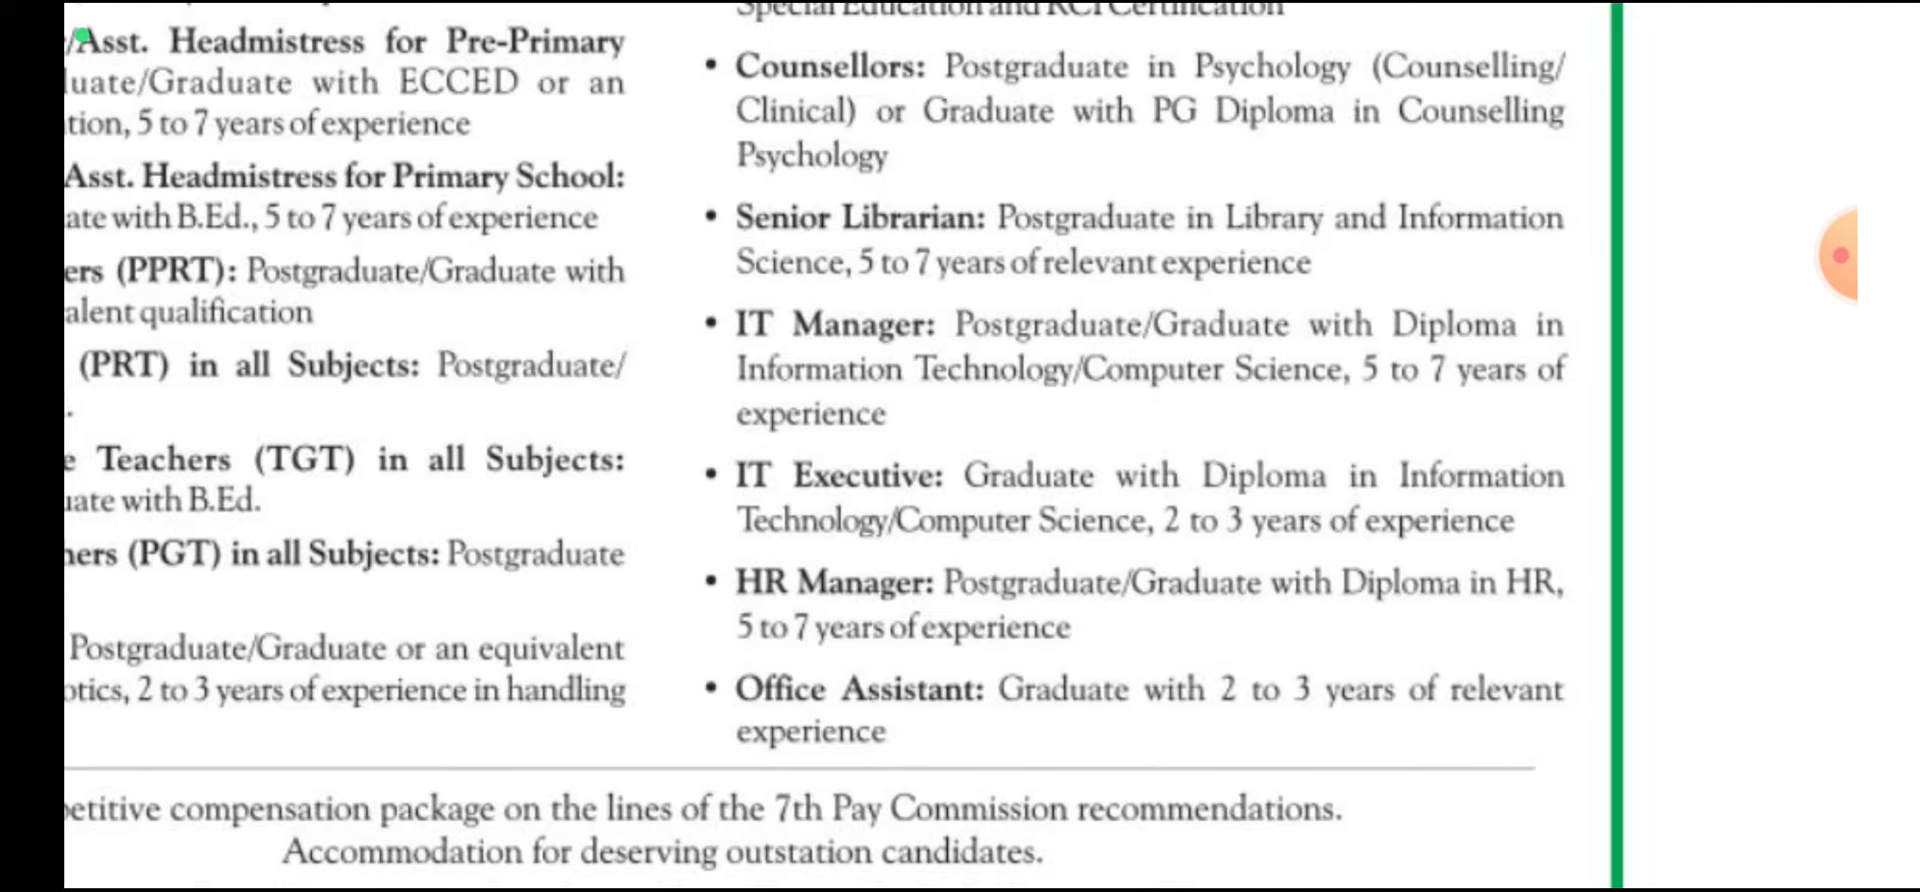 /Asst. Headmistress for Pre-Primary
luate/Graduate with ECCED or an
tion, 5 to 7 years of experience
Asst. Headmistress for Primary School:
ate with B.Ed., 5 to 7 years of experience
ers (PPRT): Postgraduate/Graduate with
alent qualification
(PRT) in all Subjects: Postgraduate/
.
e Teachers (TGT) in all Subjects:
uate with B.Ed.
hers (PGT) in all Subjects: Postgraduate
Postgraduate/Graduate or an equivalent
otics, 2 to 3 years of experience in handling
Special Education and RCI Certification
• Counsellors: Postgraduate in Psychology (Counselling/
Clinical) or Graduate with PG Diploma in Counselling
Psychology
• Senior Librarian: Postgraduate in Library and Information
Science, 5 to 7 years of relevant experience
• IT Manager: Postgraduate/Graduate with Diploma in
Information Technology/Computer Science, 5 to 7 years of
experience
• IT Executive: Graduate with Diploma in Information
Technology/Computer Science, 2 to 3 years of experience
• HR Manager: Postgraduate/Graduate with Diploma in HR,
5 to 7 years of experience
• Office Assistant: Graduate with 2 to 3 years of relevant
experience
petitive compensation package on the lines of the 7th Pay Commission recommendations.
Accommodation for deserving outstation candidates.